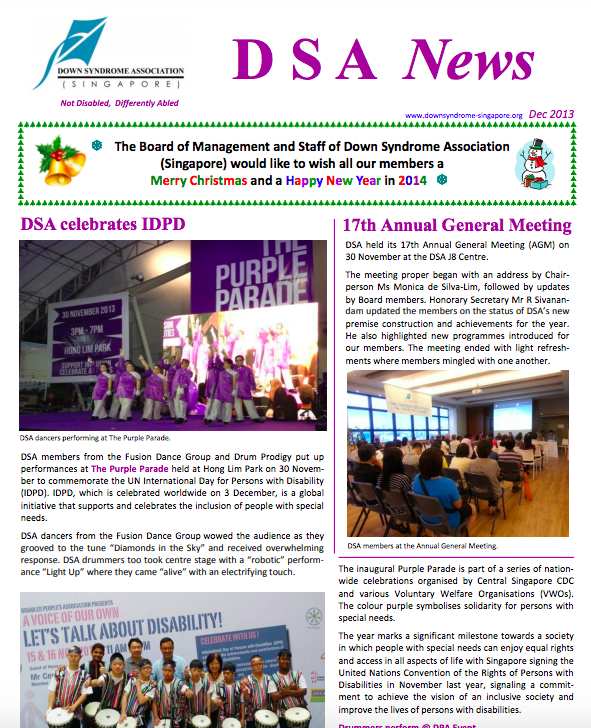 DOWN SYNDROME ASSOCIATION
( SINGAPORE )
Not Disabled, Differently Abled
DSA News
www.downsyndrome-singapore.org Dec 2013
The Board of Management and Staff of Down Syndrome Association
(Singapore) would like to wish all our members a
Merry Christmas and a Happy New Year in 2014
DSA celebrates IDPD
THE
PURPLE
PARADE
30 NOVEMBER 2013
3PM - 7PM
HONG LIM PARK
DSA dancers performing at The Purple Parade.
DSA members from the Fusion Dance Group and Drum Prodigy put up
performances at The Purple Parade held at Hong Lim Park on 30 Novem-
ber to commemorate the UN International Day for Persons with Disability
(IDPD). IDPD, which is celebrated worldwide on 3 December, is a global
initiative that supports and celebrates the inclusion of people with special
needs.
DSA dancers from the Fusion Dance Group wowed the audience as they
grooved to the tune “Diamonds in the Sky” and received overwhelming
response. DSA drummers too took centre stage with a “robotic” perform-
ance “Light Up” where they came “alive” with an electrifying touch.
DISABLED PEOPLE'S ASSOCIATION PRESENTS
A VOICE OF OUR OWN
LET'S TALK ABOUT DISABILITY!
15 & 16 NOV
CELEBRATE WITH US !
17th Annual General Meeting
DSA held its 17th Annual General Meeting (AGM) on
30 November at the DSA J8 Centre.
The meeting proper began with an address by Chair-
person Ms Monica de Silva-Lim, followed by updates
by Board members. Honorary Secretary Mr R Sivanan-
dam updated the members on the status of DSA’s new
premise construction and achievements for the year.
He also highlighted new programmes introduced for
our members. The meeting ended with light refresh-
ments where members mingled with one another.
DSA members at the Annual General Meeting.
The inaugural Purple Parade is part of a series of nation-
wide celebrations organised by Central Singapore CDC
and various Voluntary Welfare Organisations (VWOs).
The colour purple symbolises solidarity for persons with
special needs.
The year marks a significant milestone towards a society
in which people with special needs can enjoy equal rights
and access in all aspects of life with Singapore signing the
United Nations Convention of the Rights of Persons with
Disabilities in November last year, signaling a commit-
ment to achieve the vision of an inclusive society and
improve the lives of persons with disabilities.
Drummers perform @ DPA Event